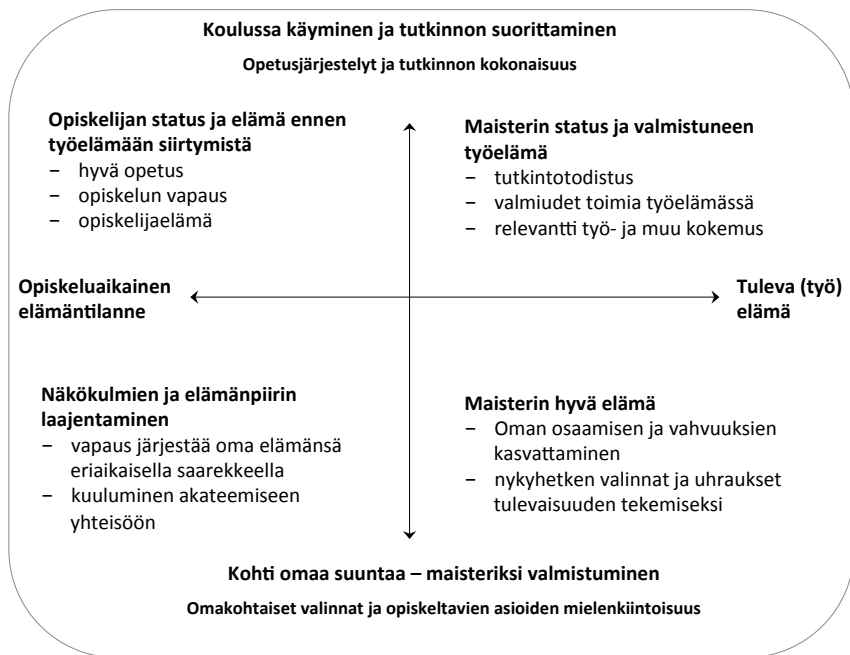 Koulussa käyminen ja tutkinnon suorittaminen
Opetusjärjestelyt ja tutkinnon kokonaisuus
Opiskelijan status ja elämä ennen
työelämään siirtymistä
– hyvä opetus
– opiskelun vapaus
– opiskelijaelämä
Maisterin status ja valmistuneen
työelämä
– tutkintotodistus
– valmiudet toimia työelämässä
– relevantti työ- ja muu kokemus
Opiskeluaikainen
elämäntilanne
Tuleva (työ)
elämä
Näkökulmien ja elämänpiirin
laajentaminen
– vapaus järjestää oma elämänsä
eriaikaisella saarekkeella
– kuuluminen akateemiseen
yhteisöön
Maisterin hyvä elämä
– Oman osaamisen ja vahvuuksien
kasvattaminen
– nykyhetken valinnat ja uhraukset
tulevaisuuden tekemiseksi
Kohti omaa suuntaa – maisteriksi valmistuminen
Omakohtaiset valinnat ja opiskeltavien asioiden mielenkiintoisuus